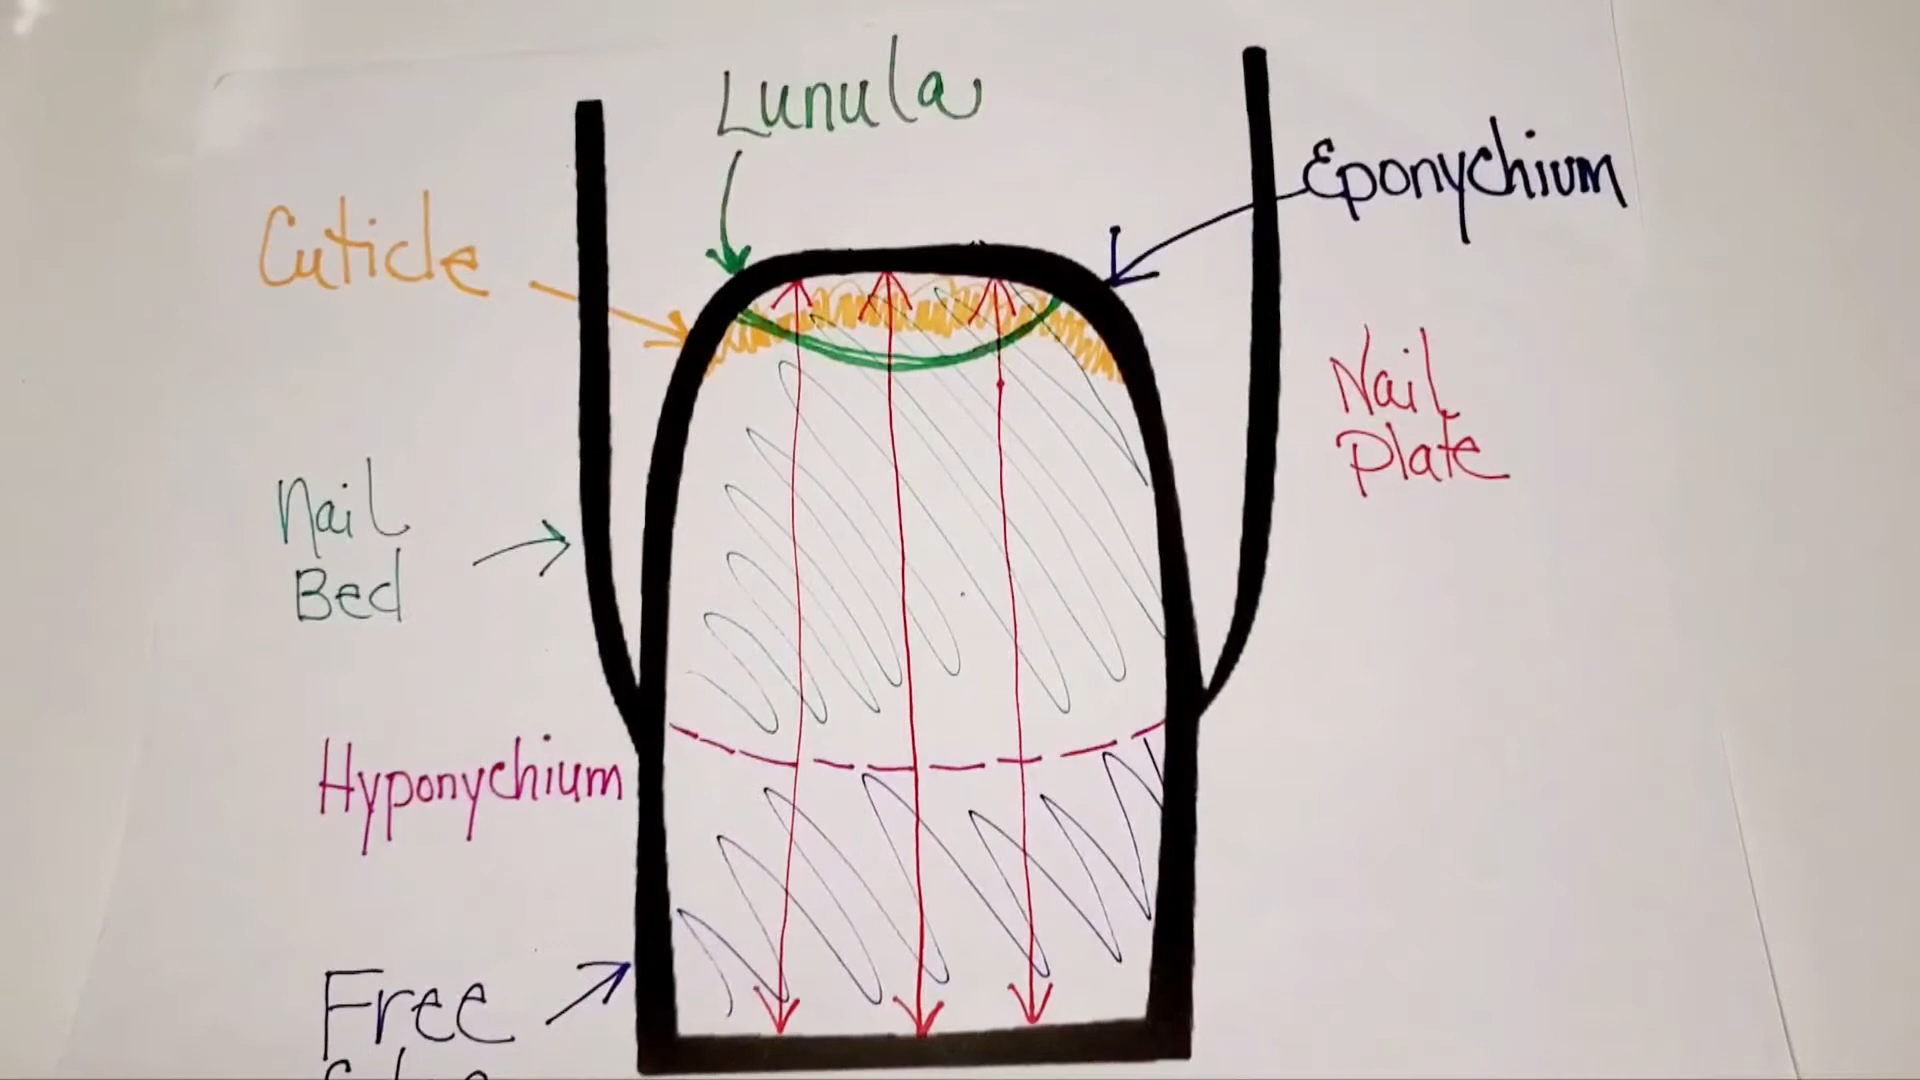 Lunula
Eponychium
Cuticle
Nail
Plate
Nail
Bed
Hyponychium
Free